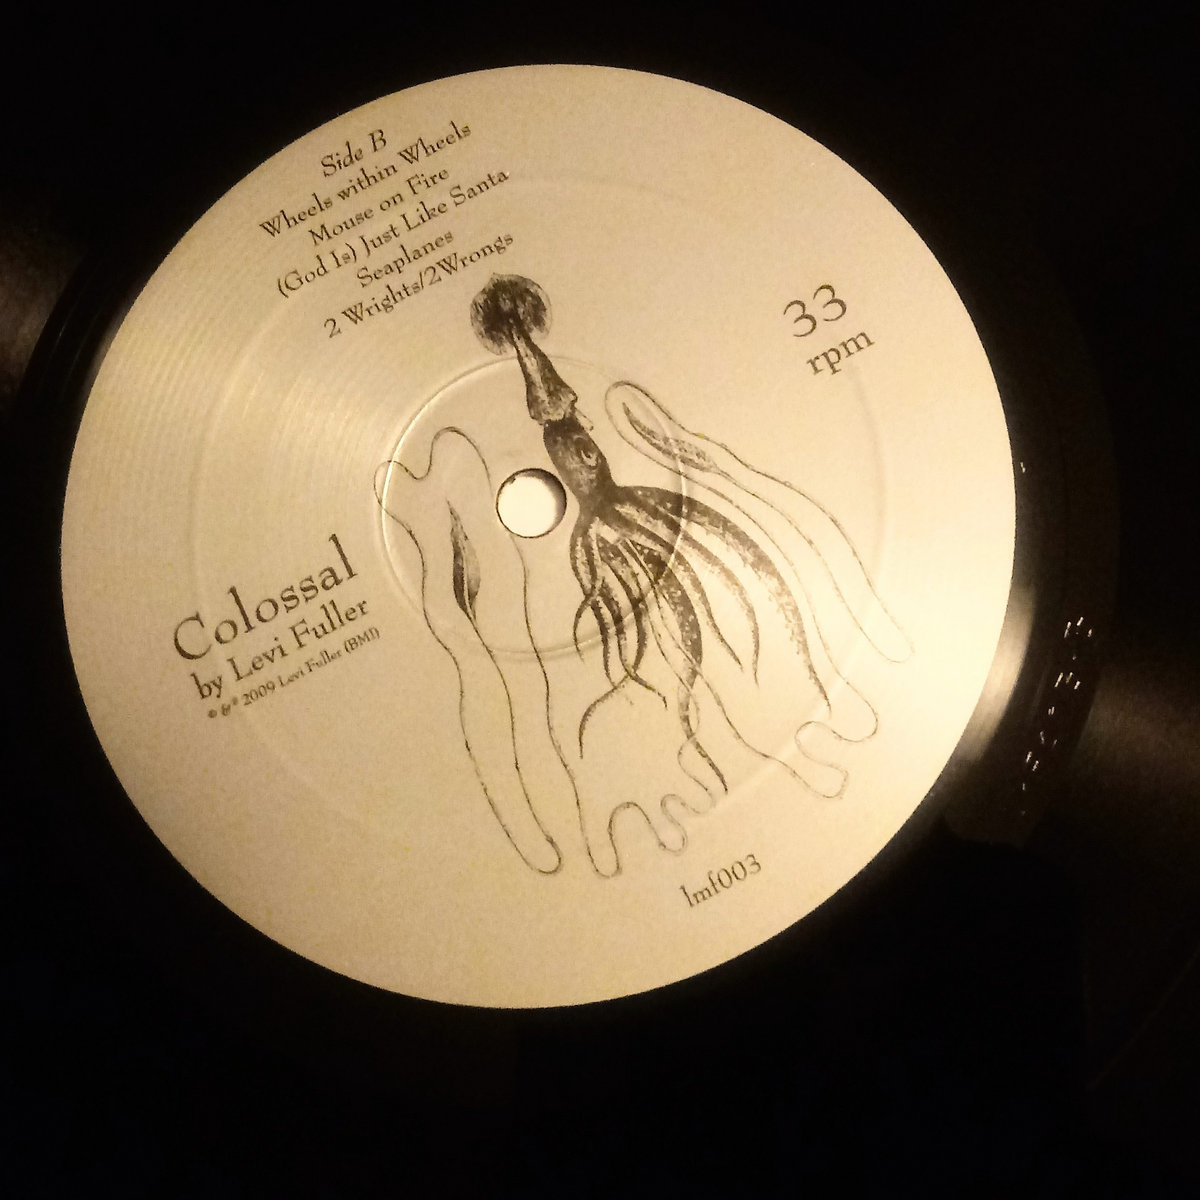 Side B
Wheels within Wheels
Mouse on Fire
(God Is) Just Like Santa
Seaplanes
2 Wrights/2Wrongs
33
rpm
Colossal
by Levi Fuller
© & ℗ 2009 Levi Fuller (BMI)
lmf003